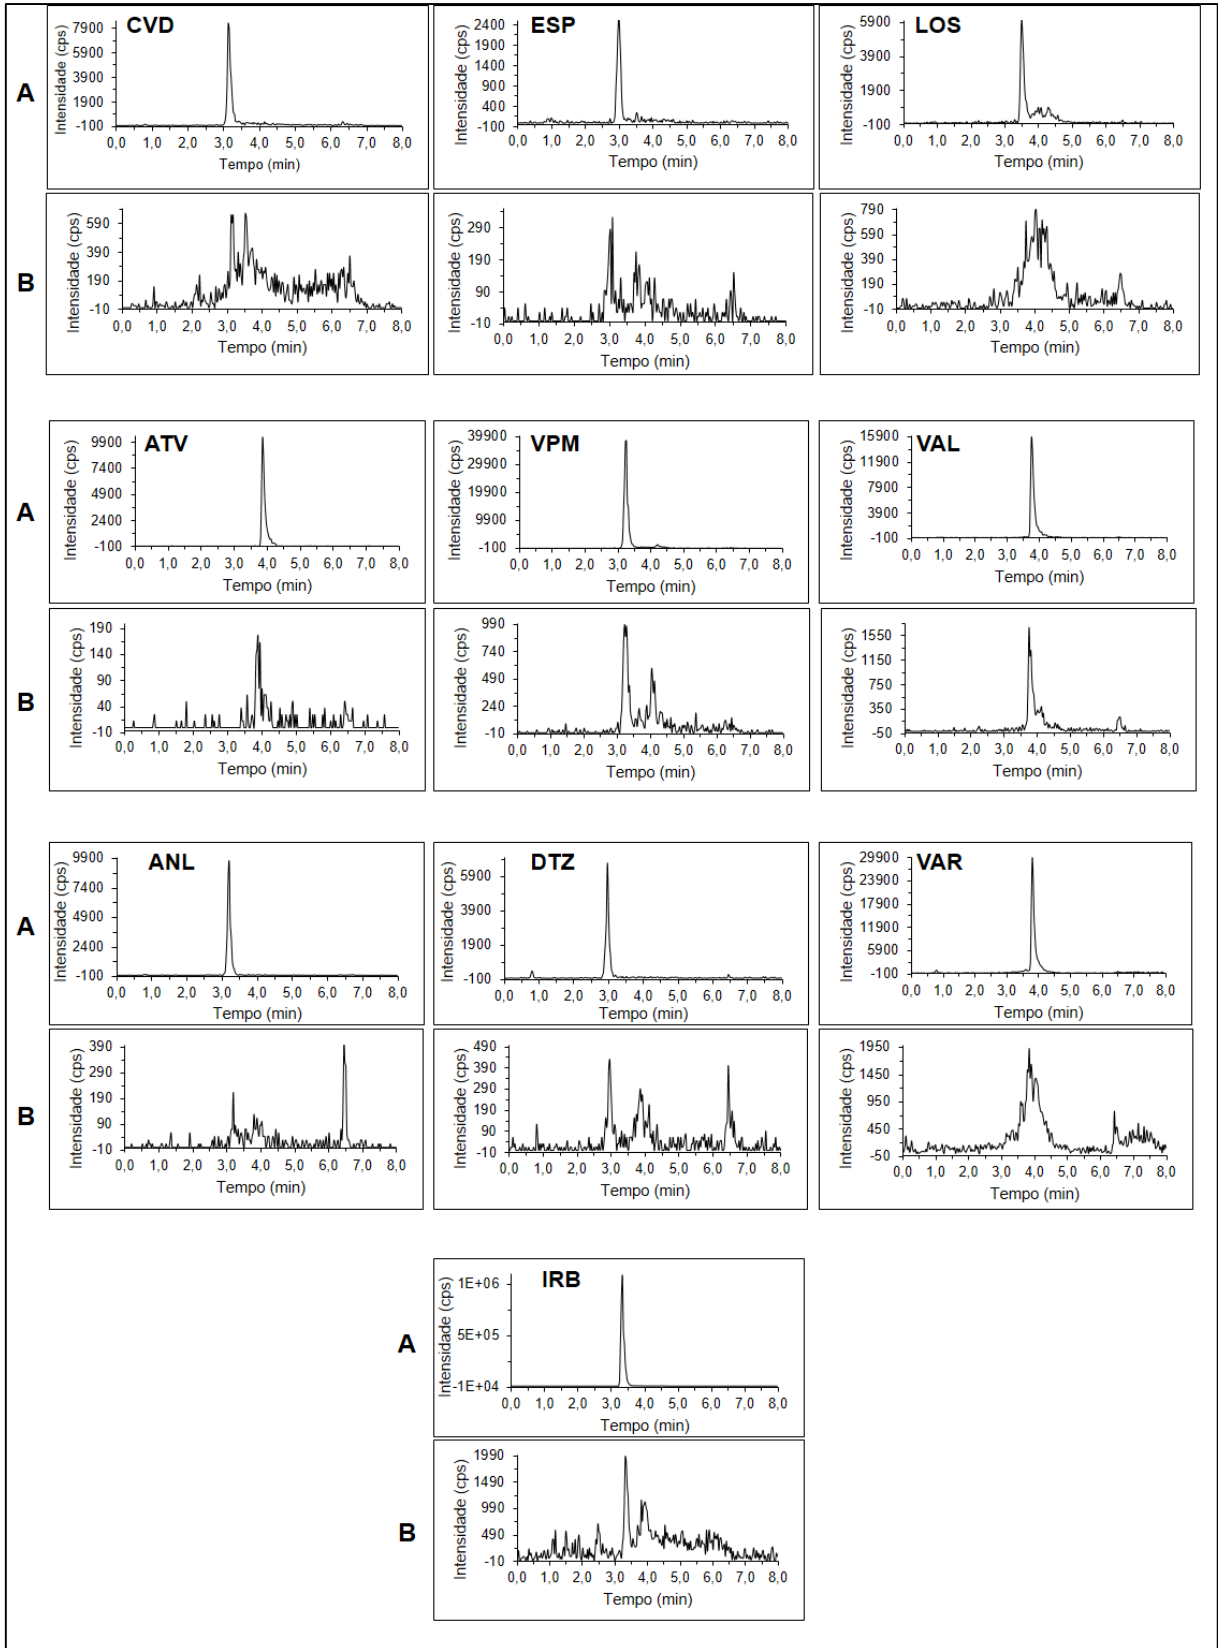 CVD
Intensidade (cps)
7900
5900
3900
1900
-100
0,0 1,0 2,0 3,0 4,0 5,0 6,0 7,0 8,0
Tempo (min)
ESP
Intensidade (cps)
2400
1900
1400
900
400
-100
0,0 1,0 2,0 3,0 4,0 5,0 6,0 7,0 8,0
Tempo (min)
LOS
Intensidade (cps)
5900
3900
1900
-100
0,0 1,0 2,0 3,0 4,0 5,0 6,0 7,0 8,0
Tempo (min)
A
B
Intensidade (cps)
590
390
190
-10
0,0 1,0 2,0 3,0 4,0 5,0 6,0 7,0 8,0
Tempo (min)
Intensidade (cps)
290
190
90
-10
0,0 1,0 2,0 3,0 4,0 5,0 6,0 7,0 8,0
Tempo (min)
Intensidade (cps)
790
690
590
490
390
290
190
90
-10
0,0 1,0 2,0 3,0 4,0 5,0 6,0 7,0 8,0
Tempo (min)
A
ATV
Intensidade (cps)
9900
7400
4900
2400
-100
0,0 1,0 2,0 3,0 4,0 5,0 6,0 7,0 8,0
Tempo (min)
VPM
Intensidade (cps)
39900
29900
19900
9900
-100
0,0 1,0 2,0 3,0 4,0 5,0 6,0 7,0 8,0
Tempo (min)
VAL
Intensidade (cps)
15900
11900
7900
3900
-100
0,0 1,0 2,0 3,0 4,0 5,0 6,0 7,0 8,0
Tempo (min)
B
Intensidade (cps)
190
140
90
40
-10
0,0 1,0 2,0 3,0 4,0 5,0 6,0 7,0 8,0
Tempo (min)
Intensidade (cps)
990
740
490
240
-10
0,0 1,0 2,0 3,0 4,0 5,0 6,0 7,0 8,0
Tempo (min)
Intensidade (cps)
1550
1150
750
350
-50
0,0 1,0 2,0 3,0 4,0 5,0 6,0 7,0 8,0
Tempo (min)
A
ANL
Intensidade (cps)
9900
7400
4900
2400
-100
0,0 1,0 2,0 3,0 4,0 5,0 6,0 7,0 8,0
Tempo (min)
DTZ
Intensidade (cps)
5900
3900
1900
-100
0,0 1,0 2,0 3,0 4,0 5,0 6,0 7,0 8,0
Tempo (min)
VAR
Intensidade (cps)
29900
23900
17900
11900
5900
-100
0,0 1,0 2,0 3,0 4,0 5,0 6,0 7,0 8,0
Tempo (min)
B
Intensidade (cps)
390
290
190
90
-10
0,0 1,0 2,0 3,0 4,0 5,0 6,0 7,0 8,0
Tempo (min)
Intensidade (cps)
490
390
290
190
90
-10
0,0 1,0 2,0 3,0 4,0 5,0 6,0 7,0 8,0
Tempo (min)
Intensidade (cps)
1950
1450
950
450
-50
0,0 1,0 2,0 3,0 4,0 5,0 6,0 7,0 8,0
Tempo (min)
A
IRB
Intensidade (cps)
1E+06
5E+05
-1E+04
0,0 1,0 2,0 3,0 4,0 5,0 6,0 7,0 8,0
Tempo (min)
B
Intensidade (cps)
1990
1490
990
490
-10
0,0 1,0 2,0 3,0 4,0 5,0 6,0 7,0 8,0
Tempo (min)